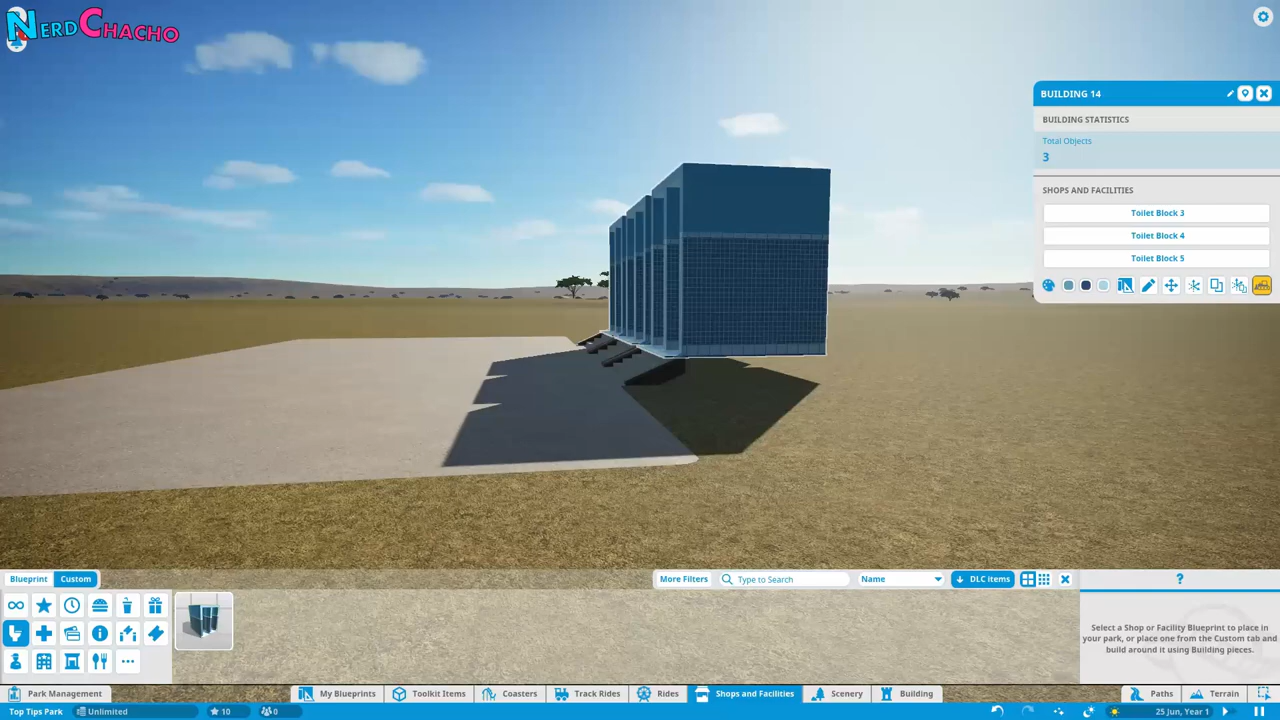 NERDCHACHO
BUILDING 14
BUILDING STATISTICS
Total Objects
3
SHOPS AND FACILITIES
Toilet Block 3
Toilet Block 4
Toilet Block 5
Blueprint
Custom
More Filters
Type to Search
Name
DLC items
?
Select a Shop or Facility Blueprint to place in
your park, or place one from the Custom tab and
build around it using Building pieces.
Park Management
My Blueprints
Toolkit Items
Coasters
Track Rides
Rides
Shops and Facilities
Scenery
Building
Paths
Terrain
Top Tips Park
Unlimited
10
0
25 Jun, Year 1